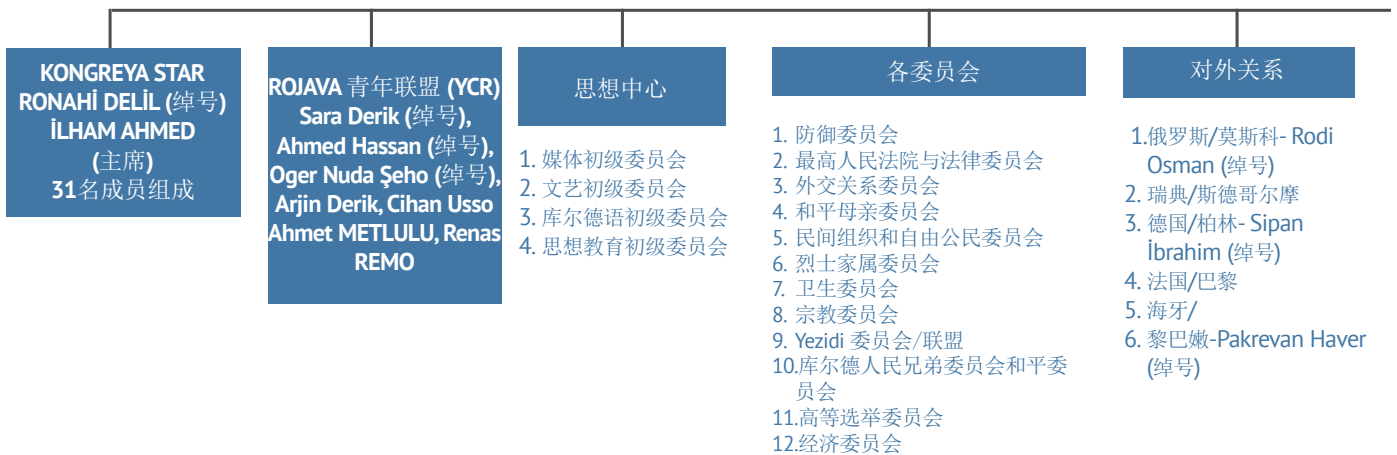 KONGREYA STAR
RONAHİ DELİL (绰号)
İLHAM AHMED
(主席)
31名成员组成
ROJAVA 青年联盟 (YCR)
Sara Derik (绰号),
Ahmed Hassan (绰号),
Oger Nuda Şeho (绰号),
Arjin Derik, Cihan Usso
Ahmet METLULU, Renas
REMO
思想中心
1. 媒体初级委员会
2. 文艺初级委员会
3. 库尔德语初级委员会
4. 思想教育初级委员会
各委员会
1. 防御委员会
2. 最高人民法院与法律委员会
3. 外交关系委员会
4. 和平母亲委员会
5. 民间组织和自由公民委员会
6. 烈士家属委员会
7. 卫生委员会
8. 宗教委员会
9. Yezidi 委员会/联盟
10.库尔德人民兄弟委员会和平委
员会
11.高等选举委员会
12.经济委员会
对外关系
1.俄罗斯/莫斯科- Rodi
Osman (绰号)
2. 瑞典/斯德哥尔摩
3. 德国/柏林- Sipan
İbrahim (绰号)
4. 法国/巴黎
5. 海牙/
6. 黎巴嫩-Pakrevan Haver
(绰号)